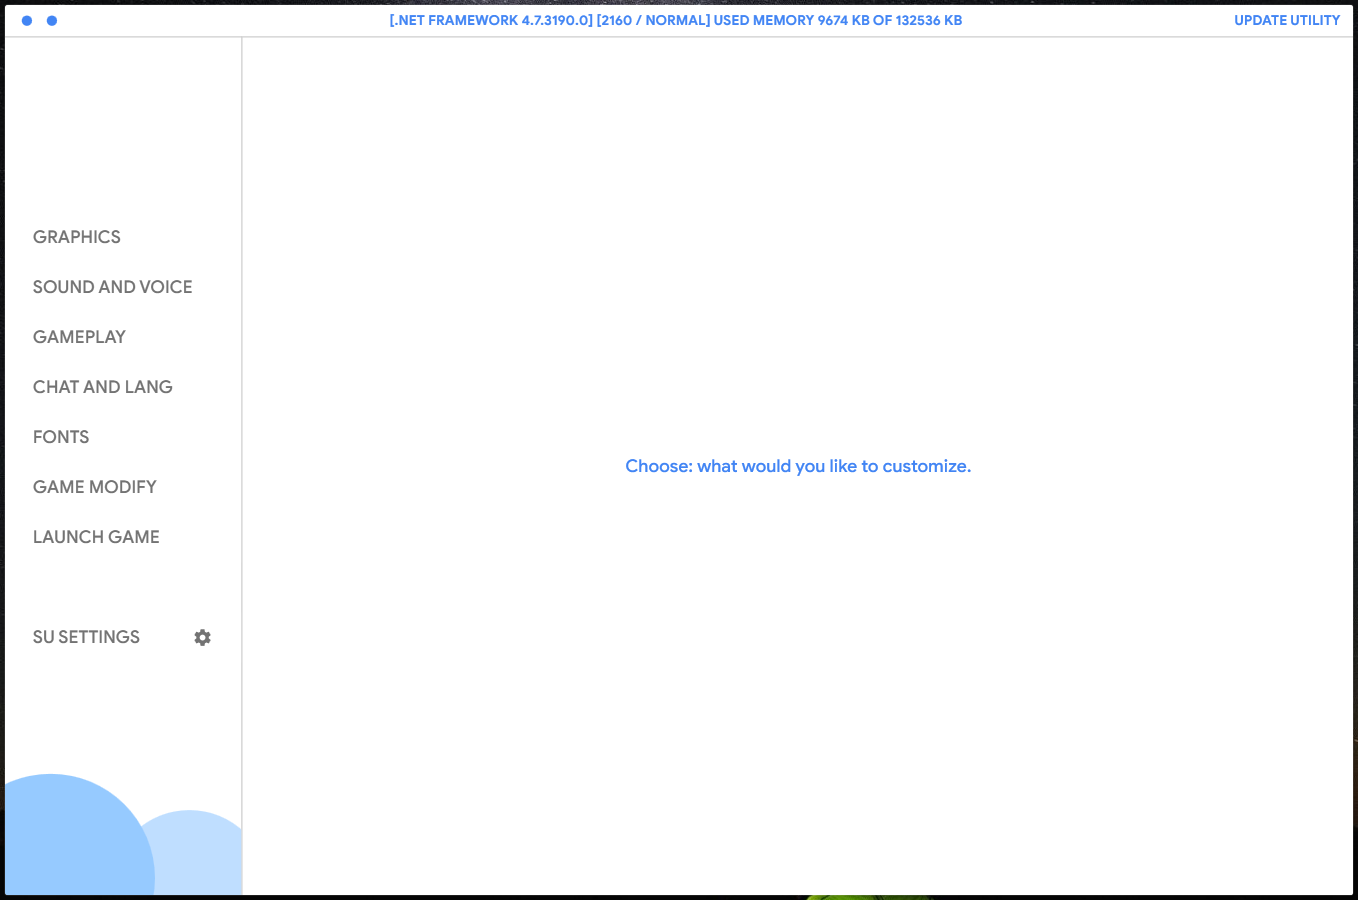 [.NET FRAMEWORK 4.7.3190.0] [2160 / NORMAL] USED MEMORY 9674 KB OF 132536 KB
UPDATE UTILITY
GRAPHICS
SOUND AND VOICE
GAMEPLAY
CHAT AND LANG
FONTS
GAME MODIFY
LAUNCH GAME
SU SETTINGS
Choose: what would you like to customize.